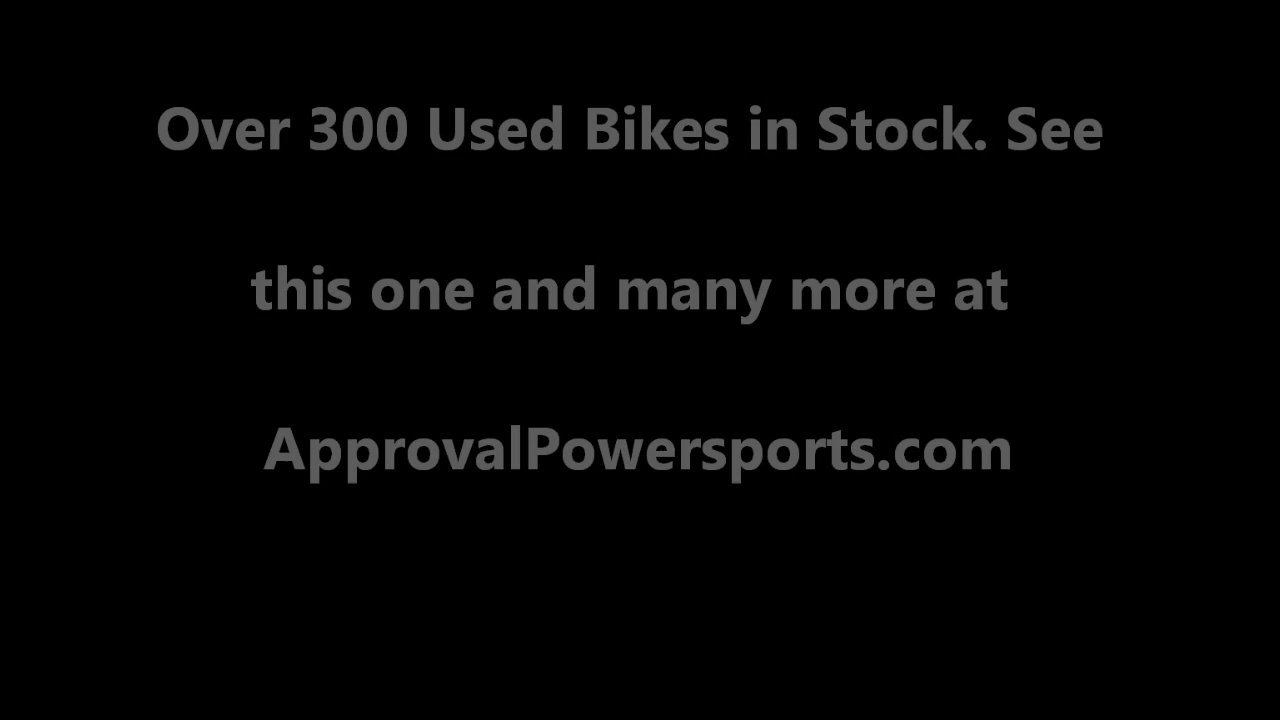 Over 300 Used Bikes in Stock. See
this one and many more at
ApprovalPowersports.com